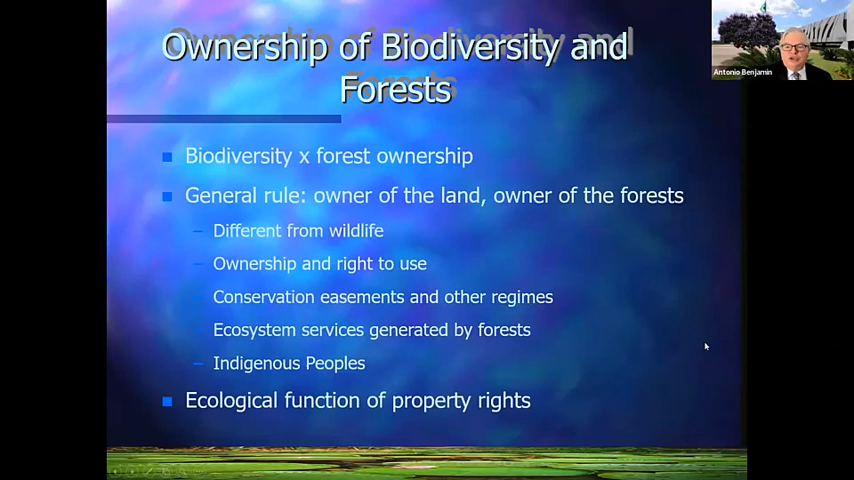 Ownership of Biodiversity and
Forests
Antonio Benjamin
Biodiversity x forest ownership
General rule: owner of the land, owner of the forests
– Different from wildlife
– Ownership and right to use
Conservation easements and other regimes
Ecosystem services generated by forests
– Indigenous Peoples
Ecological function of property rights